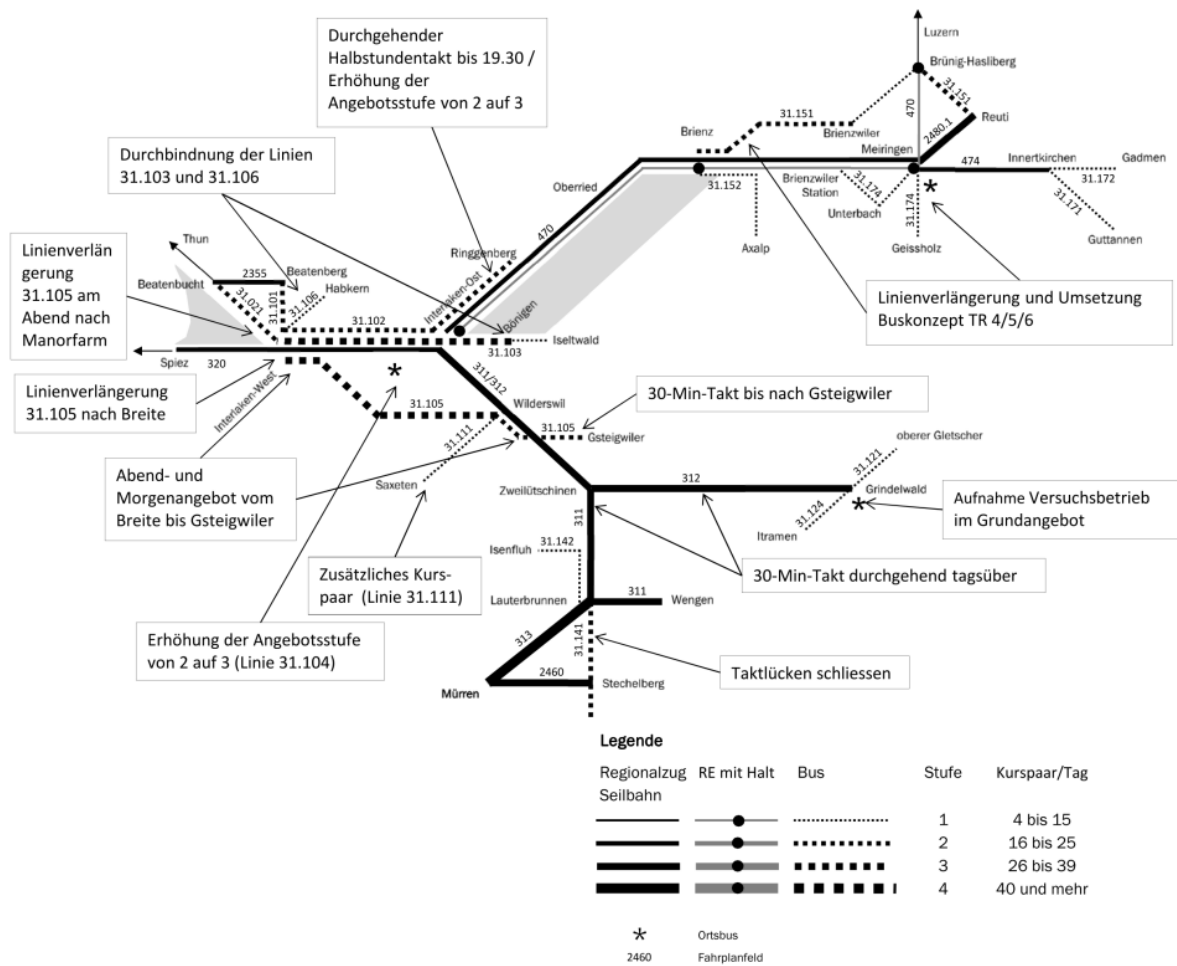 Durchgehender
Halbstundentakt bis 19.30 /
Erhöhung der
Angebotsstufe von 2 auf 3
Durchbindnung der Linien
31.103 und 31.106
Linienverlän
gerung
31.105 am
Abend nach
Manorfarm
Linienverlängerung
31.105 nach Breite
Abend- und
Morgenangebot vom
Breite bis Gsteigwiler
Zusätzliches Kurs-
paar (Linie 31.111)
Erhöhung der Angebotsstufe
von 2 auf 3 (Linie 31.104)
Linienverlängerung und Umsetzung
Buskonzept TR 4/5/6
30-Min-Takt bis nach Gsteigwiler
Aufnahme Versuchsbetrieb
im Grundangebot
30-Min-Takt durchgehend tagsüber
Taktlücken schliessen
Luzern
Brünig-Hasliberg
470
31.151
Reuti
2480.1
31.151
Brienz
Brienzwiler
Meiringen
474
Innertkirchen
Gadmen
31.172
31.171
Guttannen
31.152
Axalp
Brienzwiler
Station
31.174
Unterbach
31.174
Geissholz
Oberried
470
Ringgenberg
Interlaken-Ost
Thun
Beatenbucht
2355
Beatenberg
Habkern
31.021
31.101
31.106
31.102
Bönigen
31.103
Iseltwald
Spiez
320
Interlaken-West
311/312
31.105
Wilderswil
31.105
Gsteigwiler
31.111
Saxeten
Zweilütschinen
312
oberer Gletscher
31.121
Grindelwald
31.124
Itramen
311
31.142
Isenfluh
Lauterbrunnen
311
Wengen
313
31.141
2460
Mürren
Stechelberg
Legende
Regionalzug RE mit Halt Bus Stufe Kurspaar/Tag
Seilbahn
1 4 bis 15
2 16 bis 25
3 26 bis 39
4 40 und mehr
* Ortsbus
2460 Fahrplanfeld